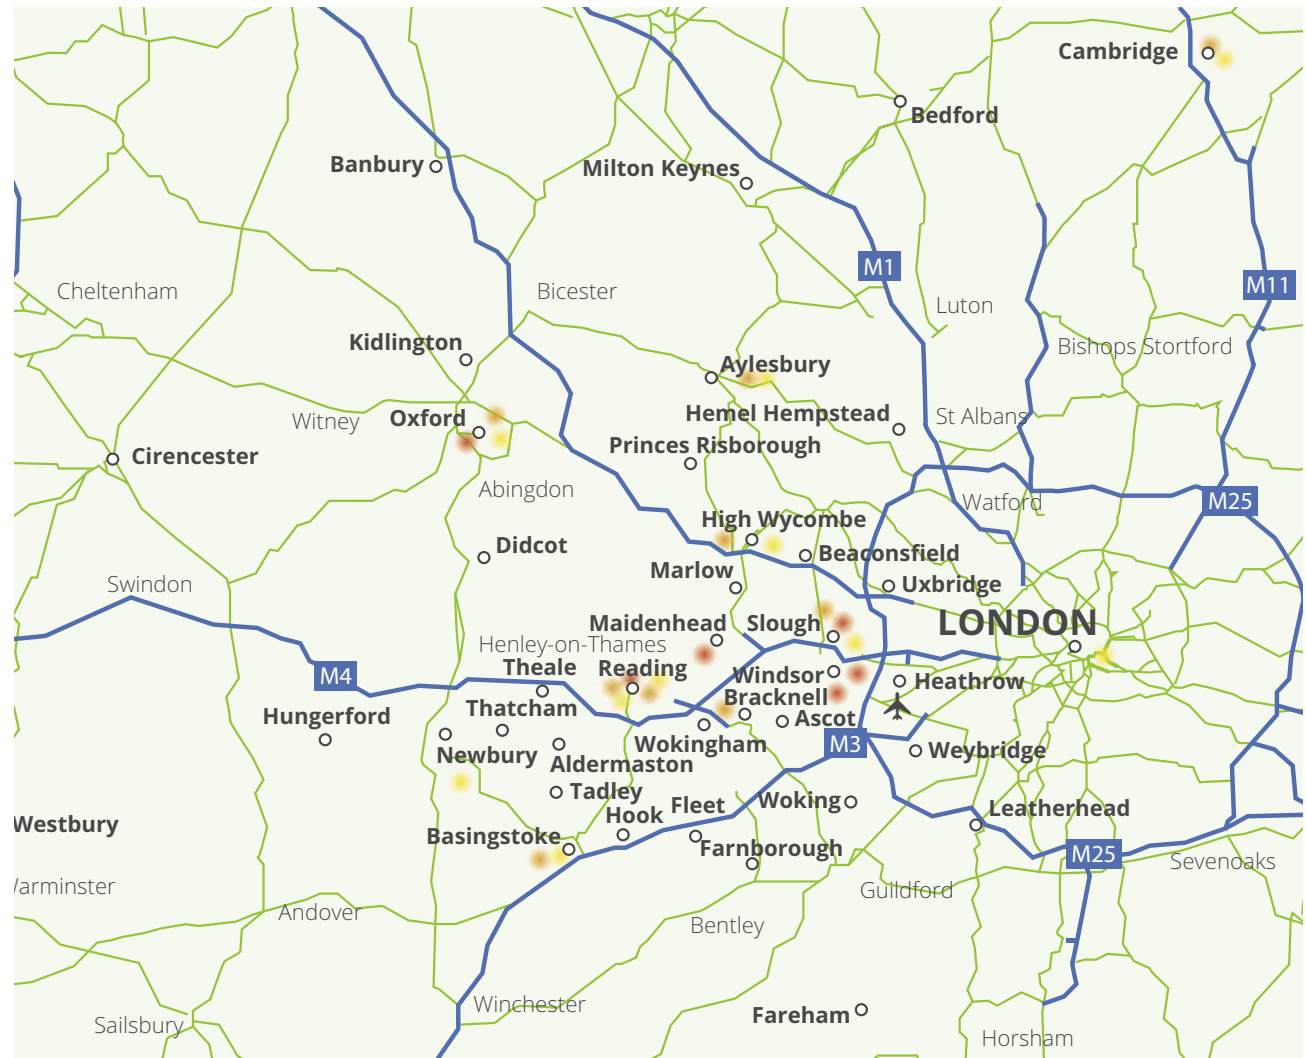 Cambridge
Bedford
Banbury
Milton Keynes
M1
M11
Cheltenham
Bicester
Luton
Kidlington
Bishops Stortford
Aylesbury
Witney
Oxford
Hemel Hempstead
St Albans
Princes Risborough
Cirencester
Abingdon
Watford
M25
High Wycombe
Didcot
Beaconsfield
Marlow
Swindon
Uxbridge
Maidenhead
Slough
LONDON
Henley-on-Thames
Theale
Reading
Windsor
Heathrow
M4
Bracknell
Hungerford
Thatcham
Ascot
Wokingham
M3
Newbury
Aldermaston
Weybridge
Tadley
Hook
Fleet
Woking
Leatherhead
Westbury
Basingstoke
Farnborough
M25
Sevenoaks
Warminster
Guildford
Andover
Bentley
Winchester
Fareham
Sailsbury
Horsham